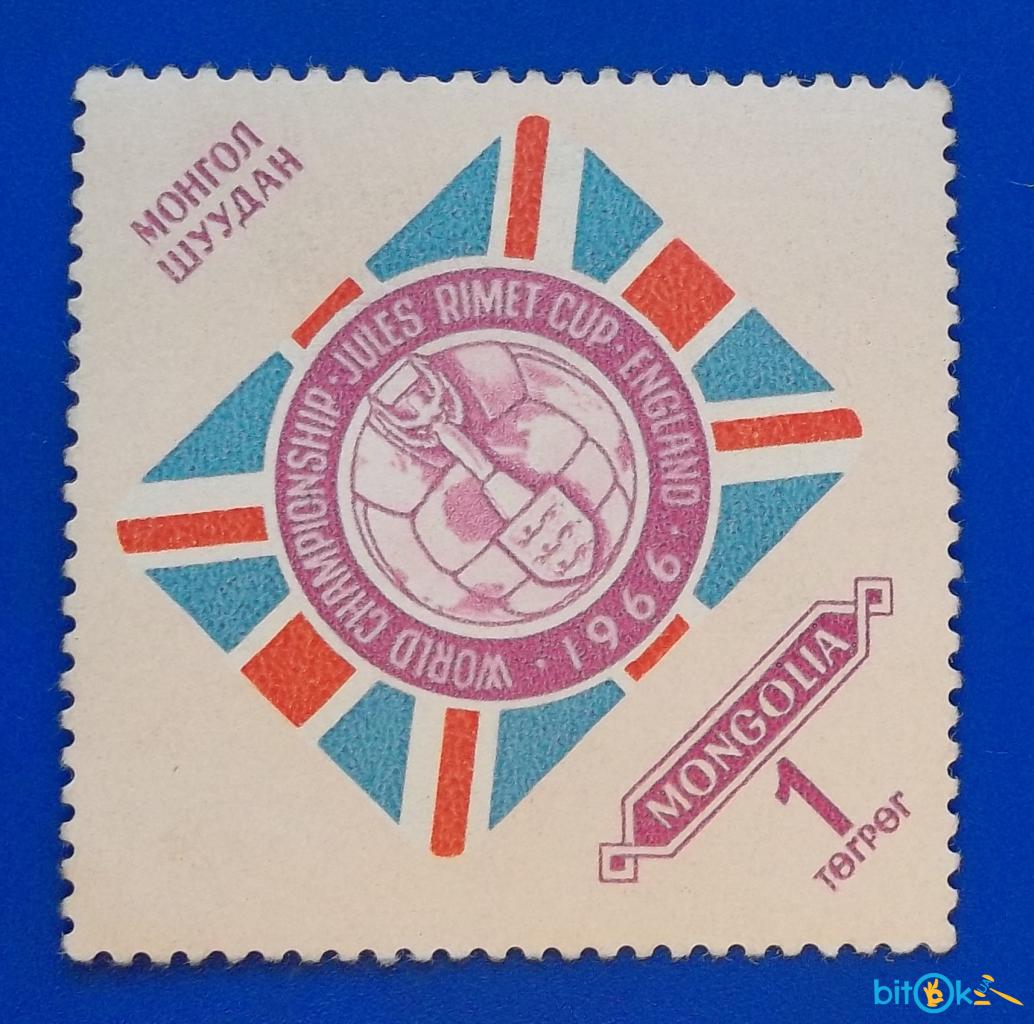 МОНГОЛ
ШУУДАН
WORLD CHAMPIONSHIP · JULES RIMET CUP · ENGLAND · 1966 ·
MONGOLIA
1
төгрөг
bitOk